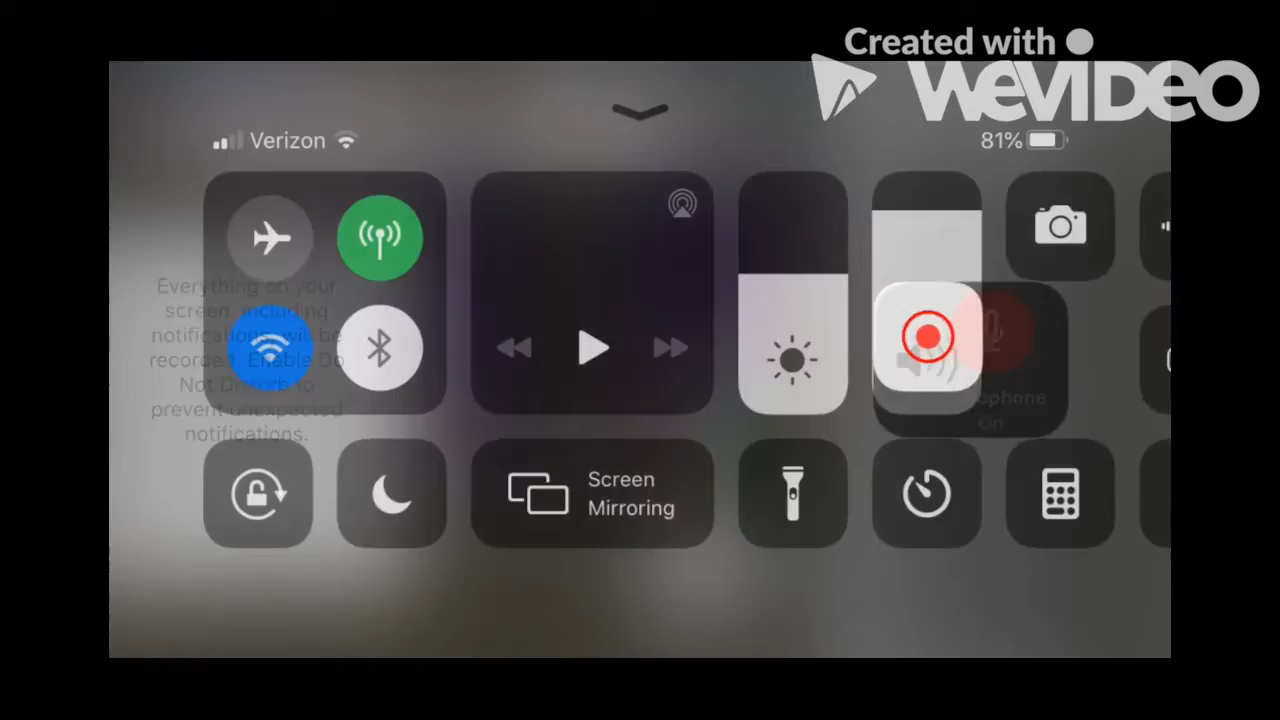 Created with
WEVIDEO
Verizon
81%
Everything on your
screen, including
notifications, will be
recorded. Enable Do
Not Disturb to
prevent unexpected
notifications.
On
Screen
Mirroring